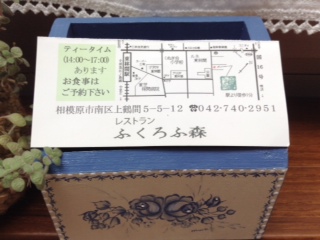 ティータイム
(14:00〜17:00)
あります
お食事は
ご予約下さい
相模原市南区上鶴間5-5-12 ☎042-740-2951
レストラン
ふくろふ森